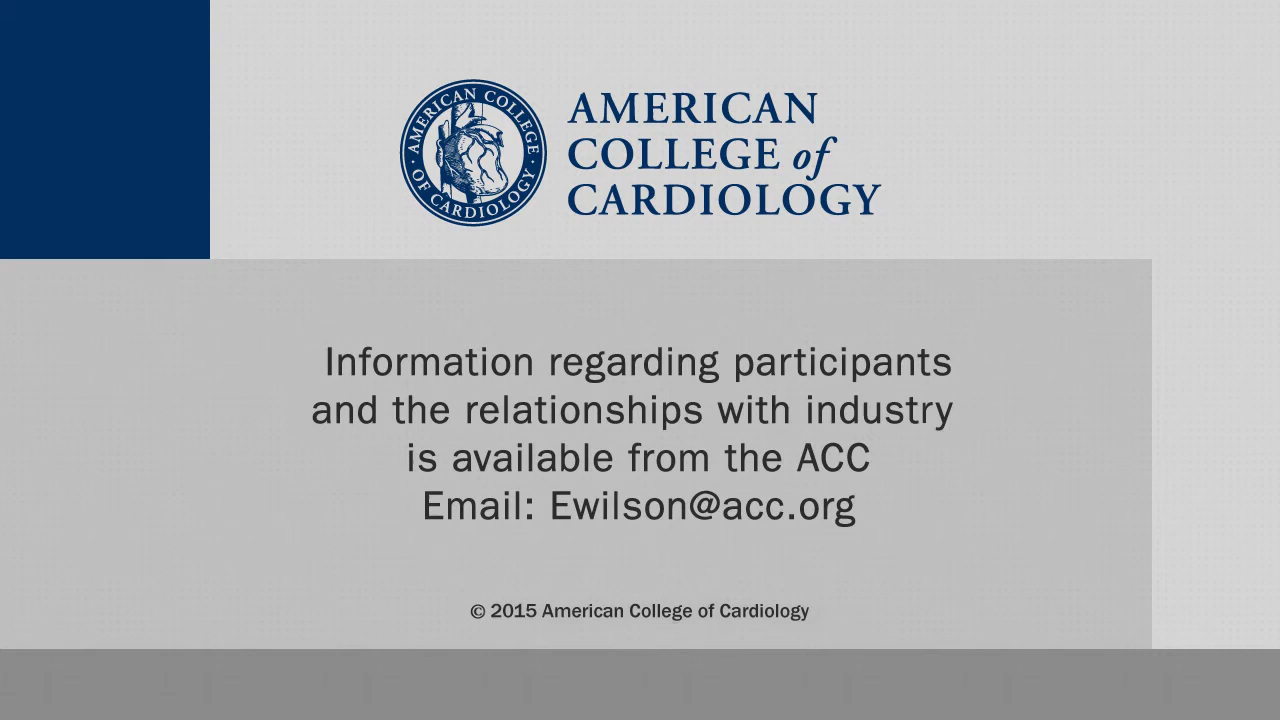 AMERICAN COLLEGE
OF CARDIOLOGY
AMERICAN
COLLEGE of
CARDIOLOGY
Information regarding participants
and the relationships with industry
is available from the ACC
Email: Ewilson@acc.org
© 2015 American College of Cardiology